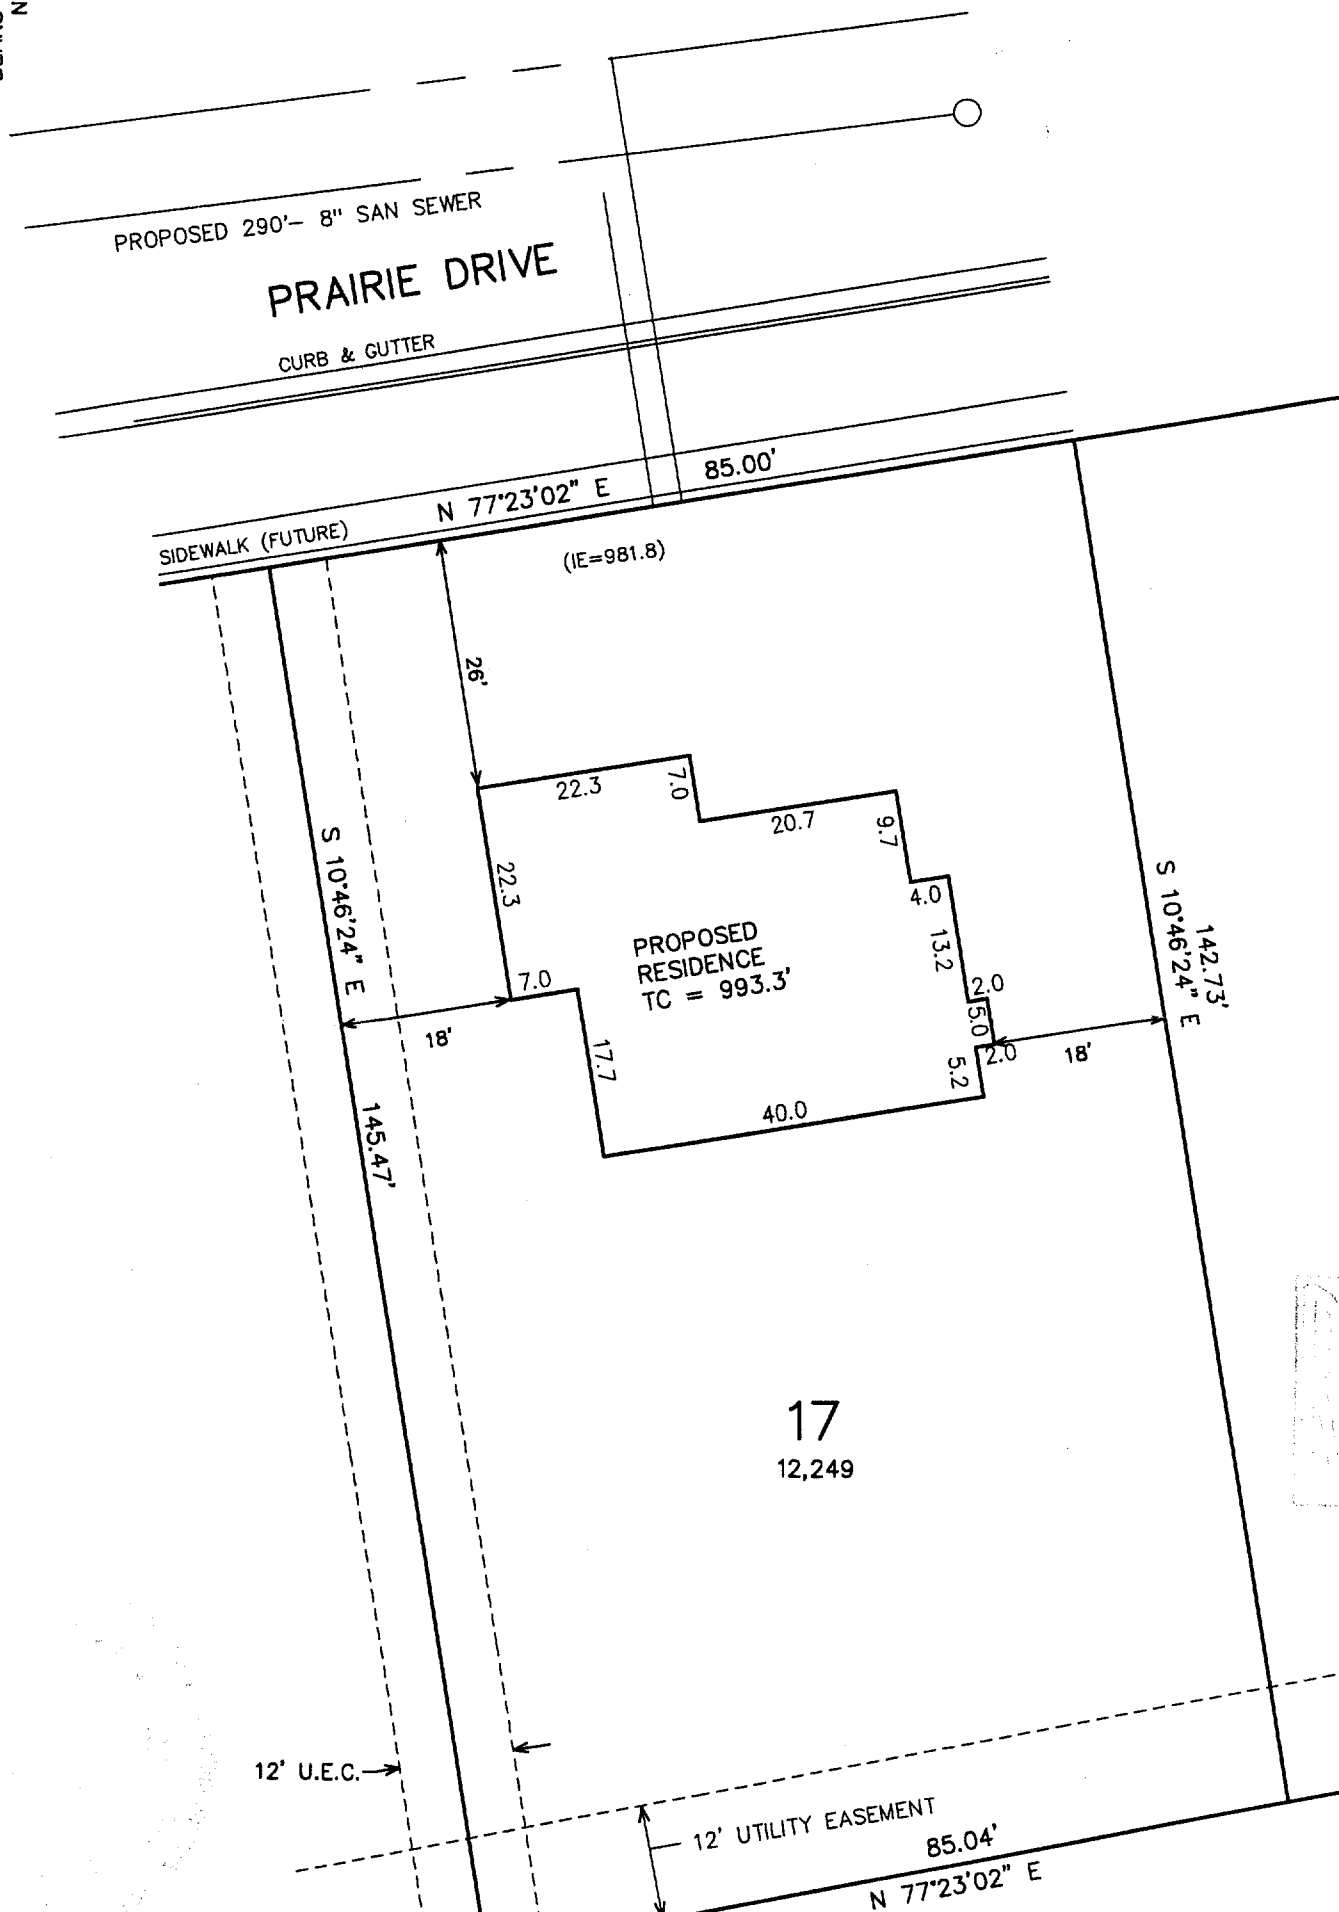 N
PROPOSED 290'– 8" SAN SEWER
PRAIRIE DRIVE
CURB & GUTTER
85.00'
N 77°23'02" E
SIDEWALK (FUTURE)
(IE=981.8)
26'
22.3
7.0
20.7
9.7
22.3
4.0
S 10°46'24" E
S 10°46'24" E
142.73'
PROPOSED
RESIDENCE
TC = 993.3'
13.2
7.0
2.0
5.0
18'
2.0
18'
17.7
5.2
40.0
145.47'
17
12,249
12' U.E.C.
12' UTILITY EASEMENT
85.04'
N 77°23'02" E